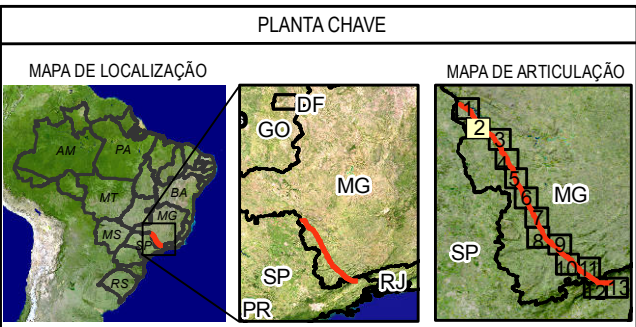 PLANTA CHAVE
MAPA DE LOCALIZAÇÃO
AM
PA
MT
BA
MG
MS
SP
RS
DF
GO
MG
SP
RJ
PR
MAPA DE ARTICULAÇÃO
1
2
3
4
5
6
7
8
9
10
11
12
13
MG
SP